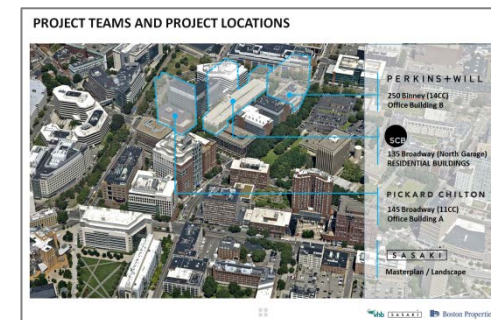 PROJECT TEAMS AND PROJECT LOCATIONS
PERKINS+WILL
250 Binney (14CC)
Office Building B
SCB
135 Broadway (North Garage)
RESIDENTIAL BUILDINGS
PICKARD CHILTON
145 Broadway (11CC)
Office Building A
SASAKI
Masterplan / Landscape
vhb SASAKI Boston Properties